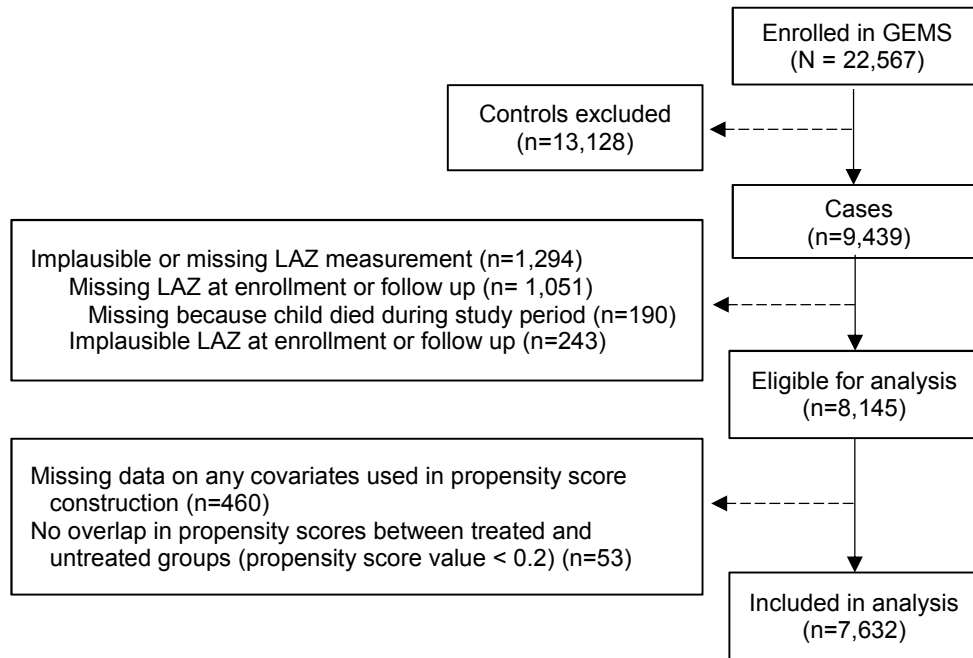 Enrolled in GEMS
(N = 22,567)
Controls excluded
(n=13,128)
Cases
(n=9,439)
Implausible or missing LAZ measurement (n=1,294)
Missing LAZ at enrollment or follow up (n= 1,051)
Missing because child died during study period (n=190)
Implausible LAZ at enrollment or follow up (n=243)
Eligible for analysis
(n=8,145)
Missing data on any covariates used in propensity score
construction (n=460)
No overlap in propensity scores between treated and
untreated groups (propensity score value < 0.2) (n=53)
Included in analysis
(n=7,632)